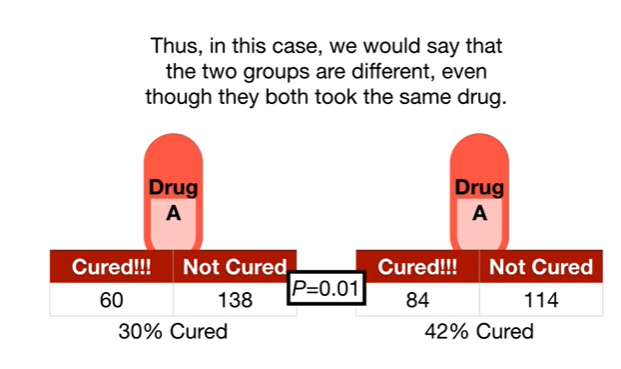 Thus, in this case, we would say that
the two groups are different, even
though they both took the same drug.
Drug
A
Drug
A
Cured!!! Not Cured
60 138
30% Cured
P=0.01
Cured!!! Not Cured
84 114
42% Cured